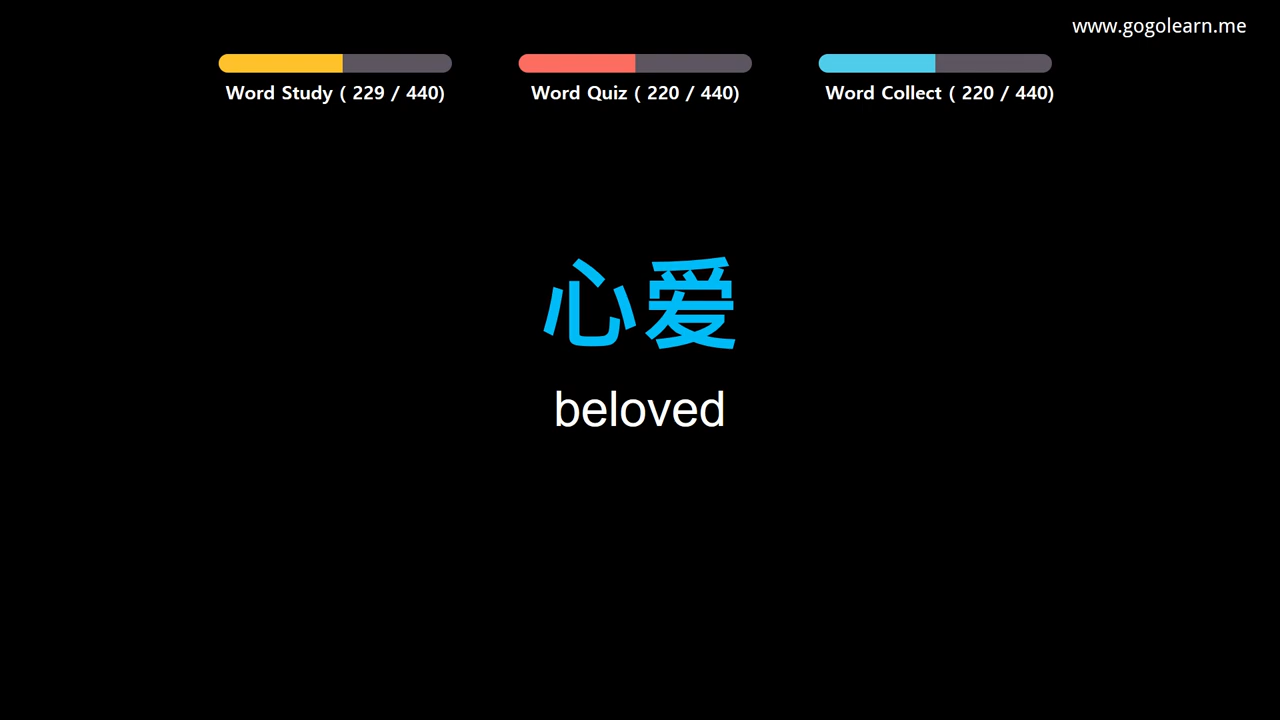 www.gogolearn.me
Word Study ( 229 / 440)
Word Quiz ( 220 / 440)
Word Collect ( 220 / 440)
心爱
beloved